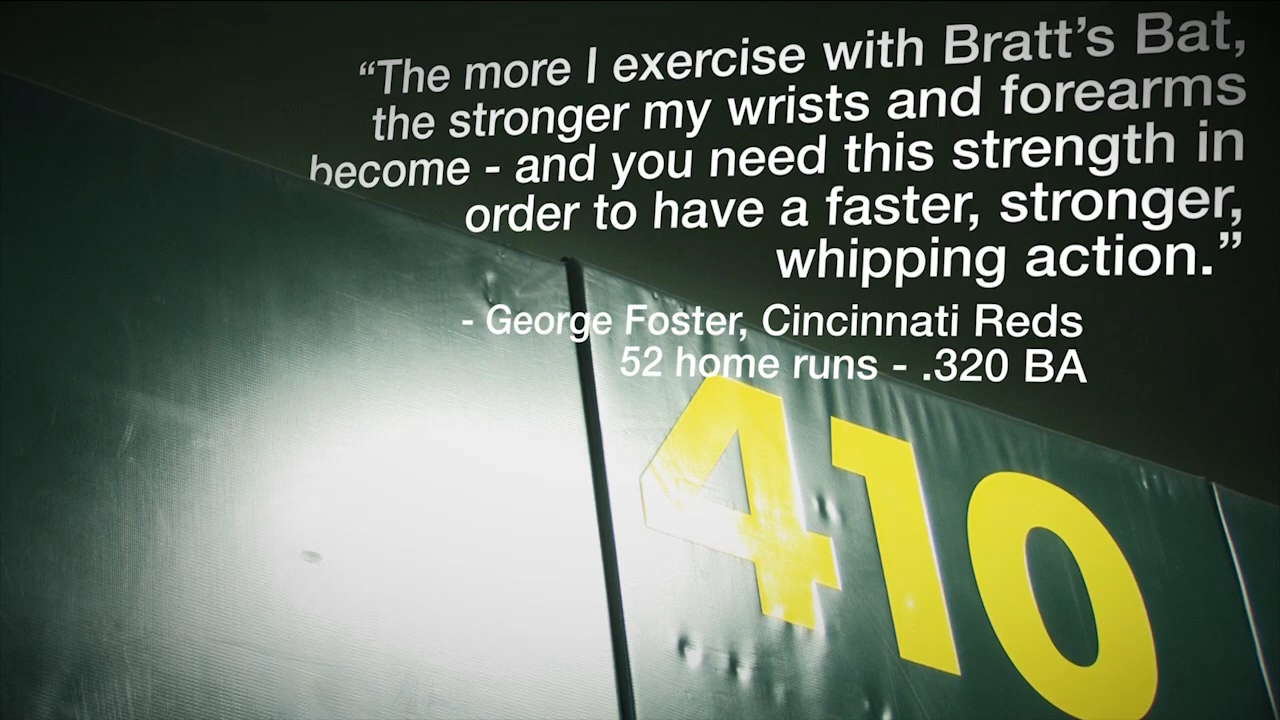 “The more I exercise with Bratt’s Bat,
the stronger my wrists and forearms
become - and you need this strength in
order to have a faster, stronger,
whipping action.”
- George Foster, Cincinnati Reds
52 home runs - .320 BA
410